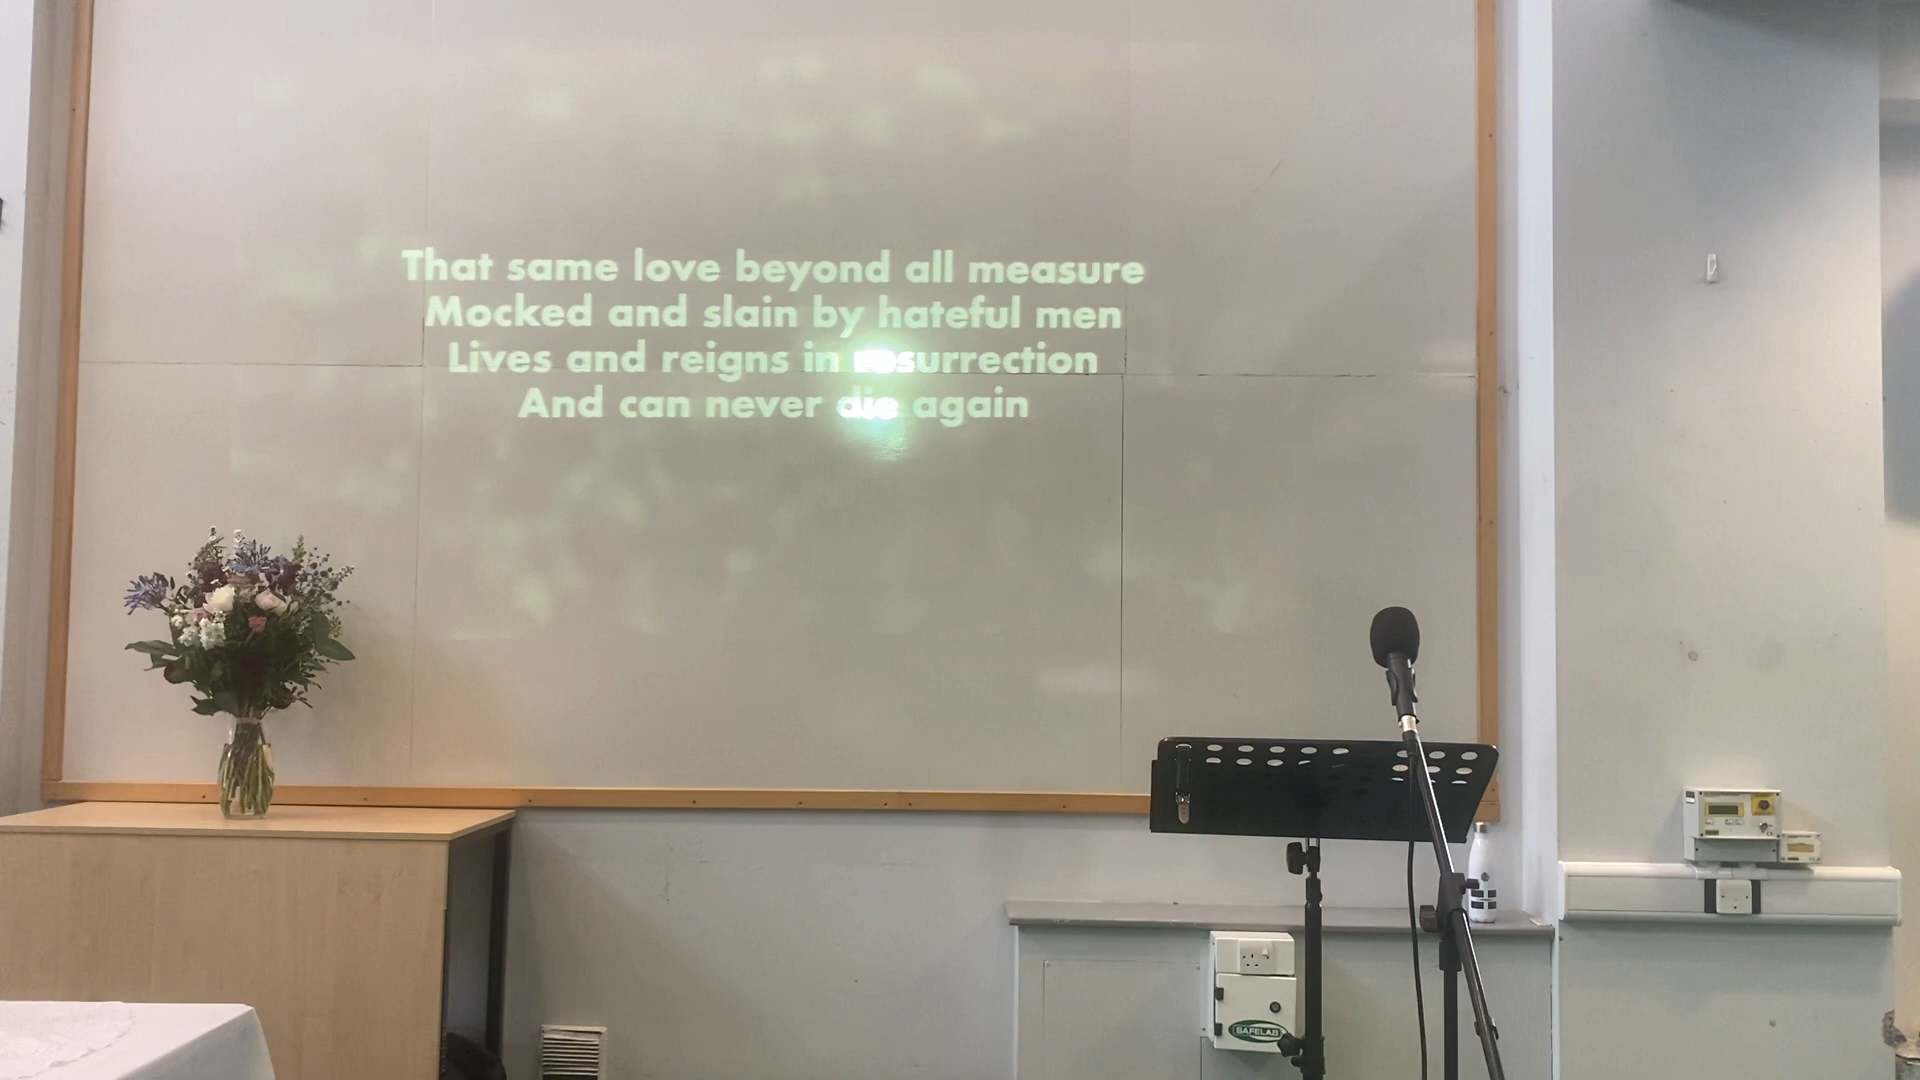 That same love beyond all measure
Mocked and slain by hateful men
Lives and reigns in resurrection
And can never die again
SAFELAB